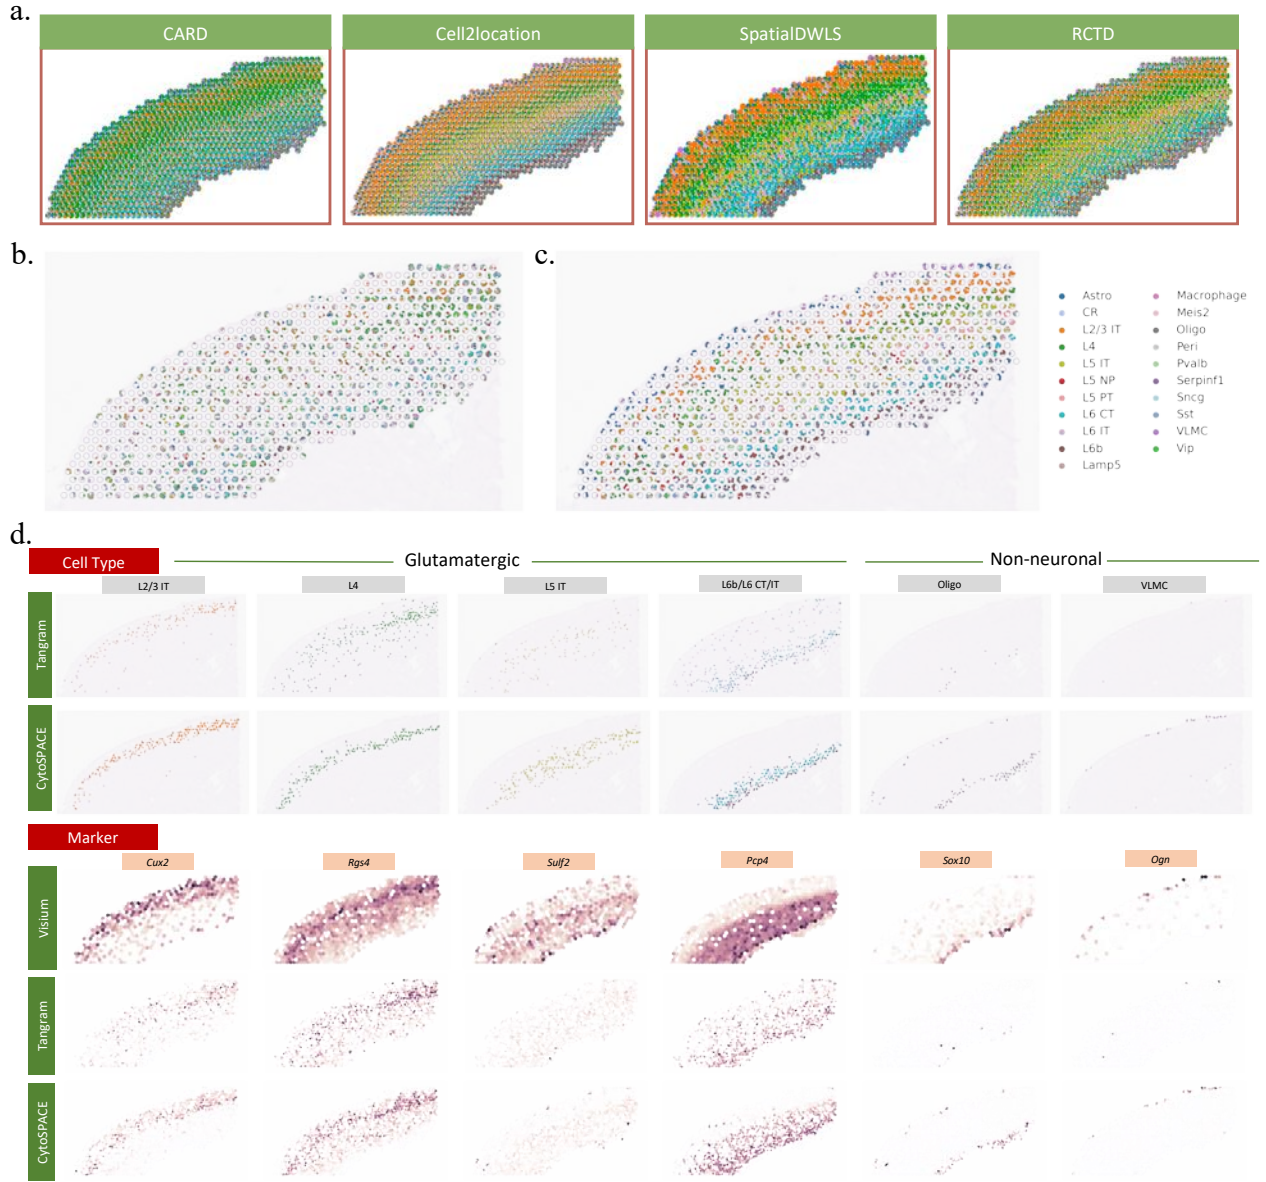 a.
CARD
Cell2location
SpatialDWLS
RCTD
b.
c.
Astro
CR
L2/3 IT
L4
L5 IT
L5 NP
L5 PT
L6 CT
L6 IT
L6b
Lamp5
Macrophage
Meis2
Oligo
Peri
Pvalb
Serpinf1
Sncg
Sst
VLMC
Vip
d.
Cell Type
Glutamatergic
Non-neuronal
L2/3 IT
L4
L5 IT
L6b/L6 CT/IT
Oligo
VLMC
Tangram
CytoSPACE
Marker
Cux2
Rgs4
Sulf2
Pcp4
Sox10
Ogn
Visium
Tangram
CytoSPACE